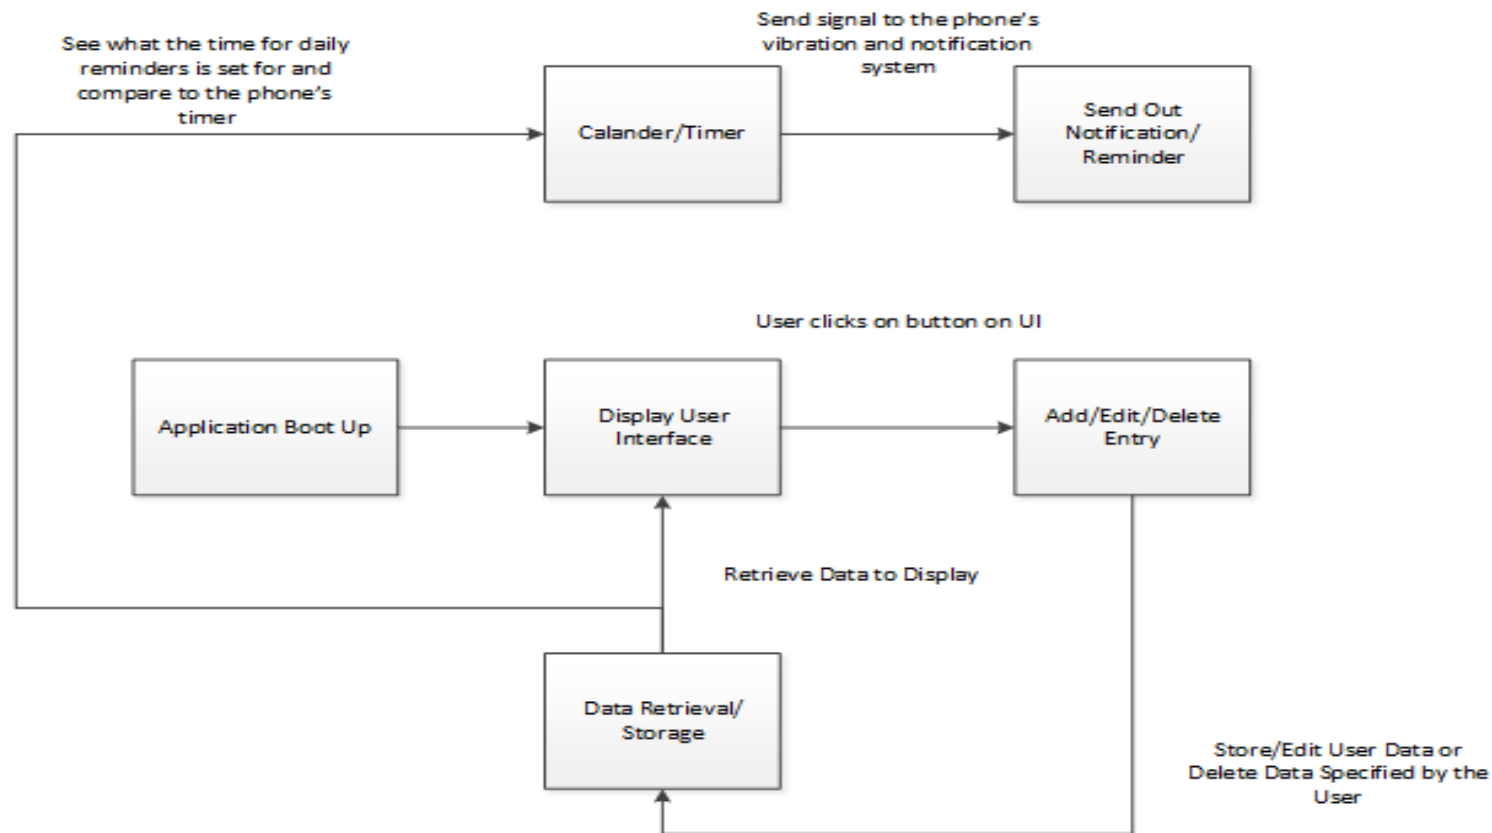 See what the time for daily
reminders is set for and
compare to the phone's
timer
Send signal to the phone's
vibration and notification
system
Calander/Timer
Send Out
Notification/
Reminder
User clicks on button on UI
Application Boot Up
Display User
Interface
Add/Edit/Delete
Entry
Retrieve Data to Display
Data Retrieval/
Storage
Store/Edit User Data or
Delete Data Specified by the
User